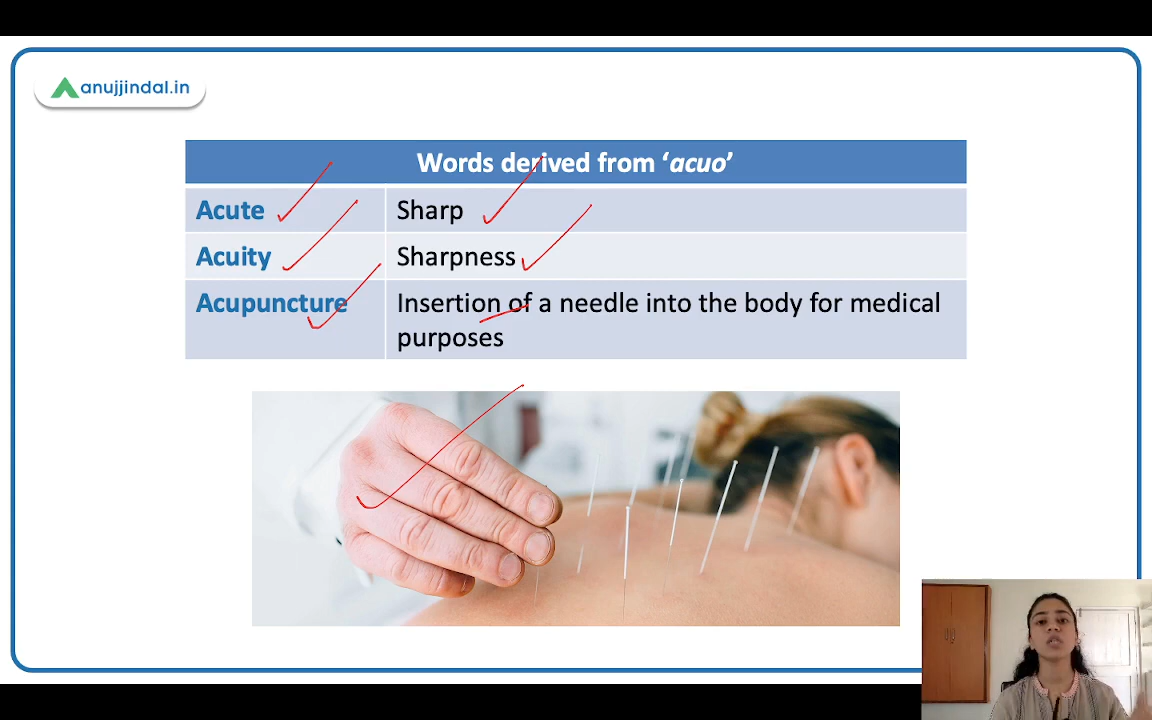 anujjindal.in
Words derived from ‘acuo’
Acute Sharp
Acuity Sharpness
Acupuncture Insertion of a needle into the body for medical
purposes